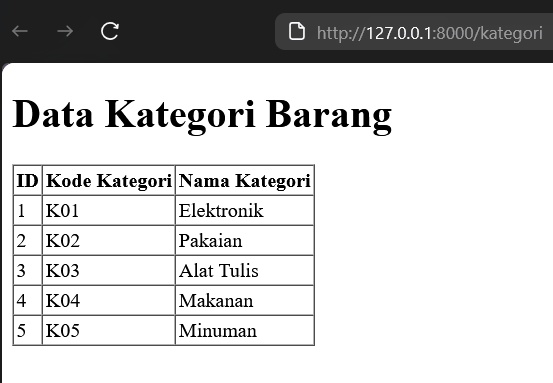 http://127.0.0.1:8000/kategori
Data Kategori Barang
ID Kode Kategori Nama Kategori
1 K01 Elektronik
2 K02 Pakaian
3 K03 Alat Tulis
4 K04 Makanan
5 K05 Minuman